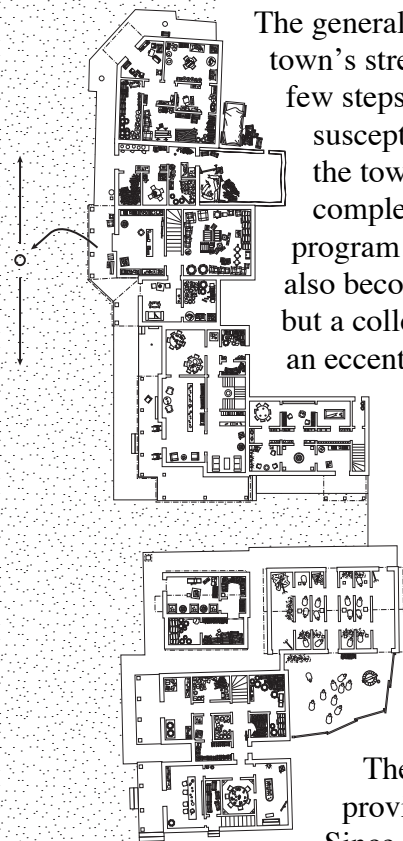 The general
town’s stre
few steps
suscept
the tow
comple
program
also beco
but a colle
an eccent
The
provi
Since